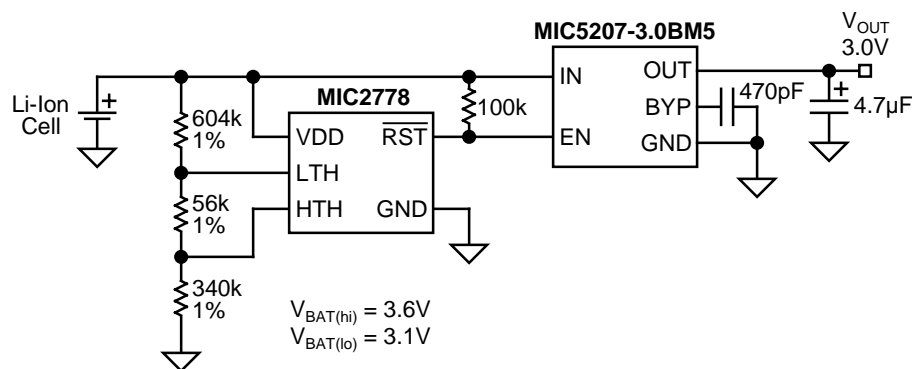 MIC5207-3.0BM5
VOUT
3.0V
IN
OUT
470pF
MIC2778
Li-Ion
Cell
+
604k
1%
VDD
RST
100k
BYP
+
4.7µF
EN
GND
LTH
56k
1%
HTH
GND
340k
1%
VBAT(hi) = 3.6V
VBAT(lo) = 3.1V